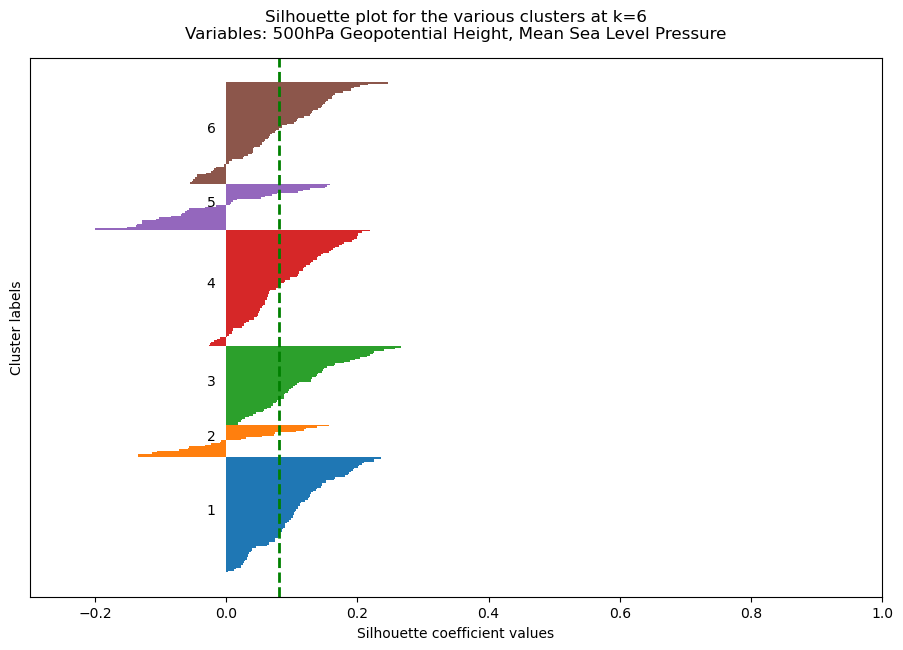 Silhouette plot for the various clusters at k=6
Variables: 500hPa Geopotential Height, Mean Sea Level Pressure
Cluster labels
6
5
4
3
2
1
−0.2 0.0 0.2 0.4 0.6 0.8 1.0
Silhouette coefficient values